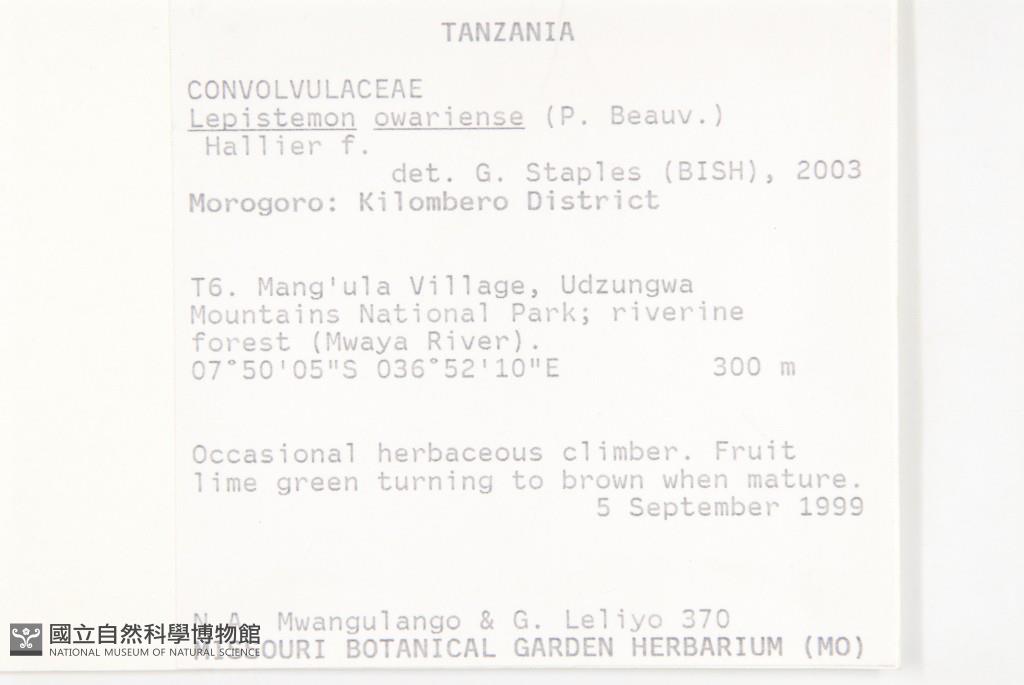 TANZANIA
CONVOLVULACEAE
Lepistemon owariense (P. Beauv.)
Hallier f.
det. G. Staples (BISH), 2003
Morogoro: Kilombero District
T6. Mang'ula Village, Udzungwa
Mountains National Park; riverine
forest (Mwaya River).
07°50'05"S 036°52'10"E 300 m
Occasional herbaceous climber. Fruit
lime green turning to brown when mature.
5 September 1999
N.A. Mwangulango & G. Leliyo 370
MISSOURI BOTANICAL GARDEN HERBARIUM (MO)
國立自然科學博物館
NATIONAL MUSEUM OF NATURAL SCIENCE